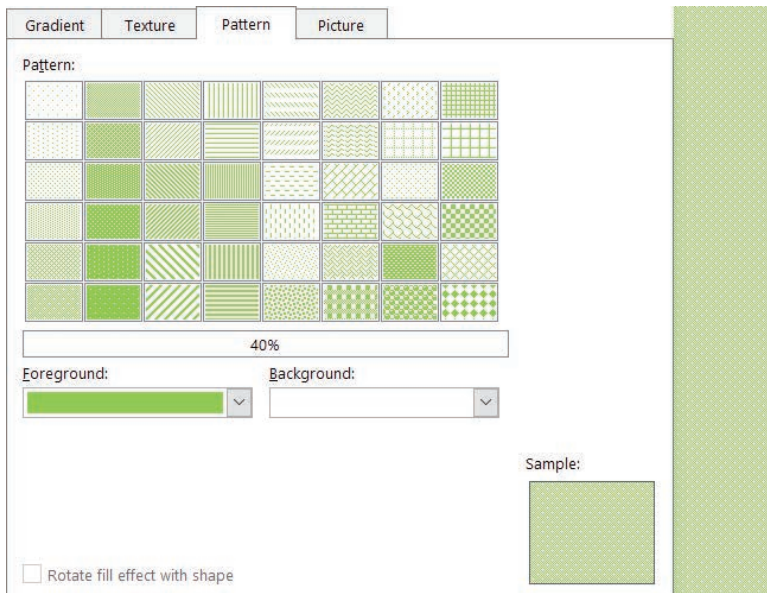 Gradient Texture Pattern Picture
Pattern:
40%
Foreground: Background:
Sample:
Rotate fill effect with shape